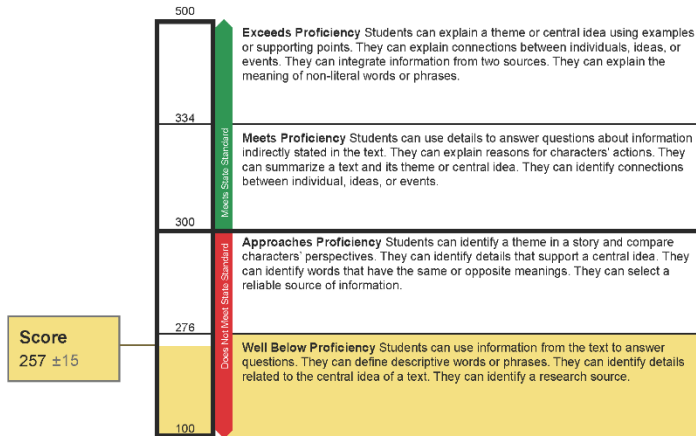 500
Exceeds Proficiency Students can explain a theme or central idea using examples
or supporting points. They can explain connections between individuals, ideas, or
events. They can integrate information from two sources. They can explain the
meaning of non-literal words or phrases.
334
Meets Proficiency Students can use details to answer questions about information
indirectly stated in the text. They can explain reasons for characters' actions. They
can summarize a text and its theme or central idea. They can identify connections
between individual, ideas, or events.
Meets State Standard
300
Approaches Proficiency Students can identify a theme in a story and compare
characters' perspectives. They can identify details that support a central idea. They
can identify words that have the same or opposite meanings. They can select a
reliable source of information.
Does Not Meet State Standard
276
Score
257 ±15
Well Below Proficiency Students can use information from the text to answer
questions. They can define descriptive words or phrases. They can identify details
related to the central idea of a text. They can identify a research source.
100